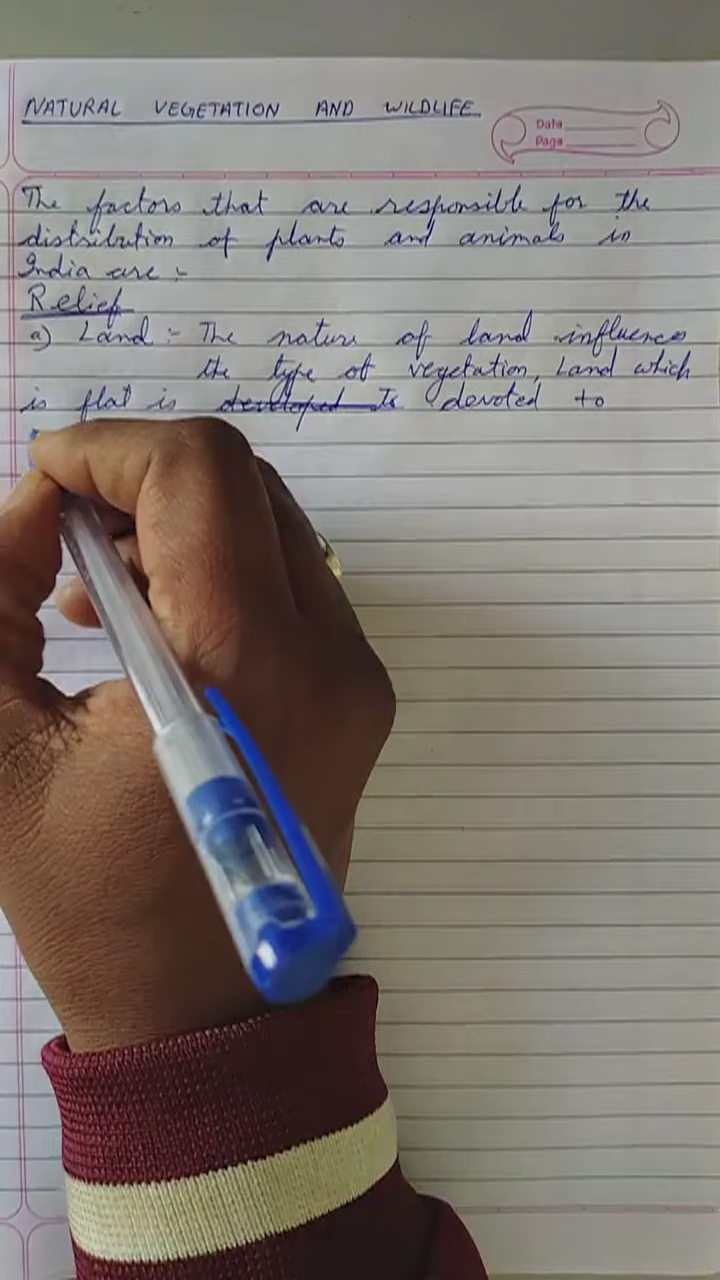 NATURAL VEGETATION AND WILDLIFE
Date
Page
The factors that are responsible for the
distribution of plants and animals in
India are :-
Relief
a) Land :- The nature of land influences
the type of vegetation, Land which
is flat is developed Is devoted to